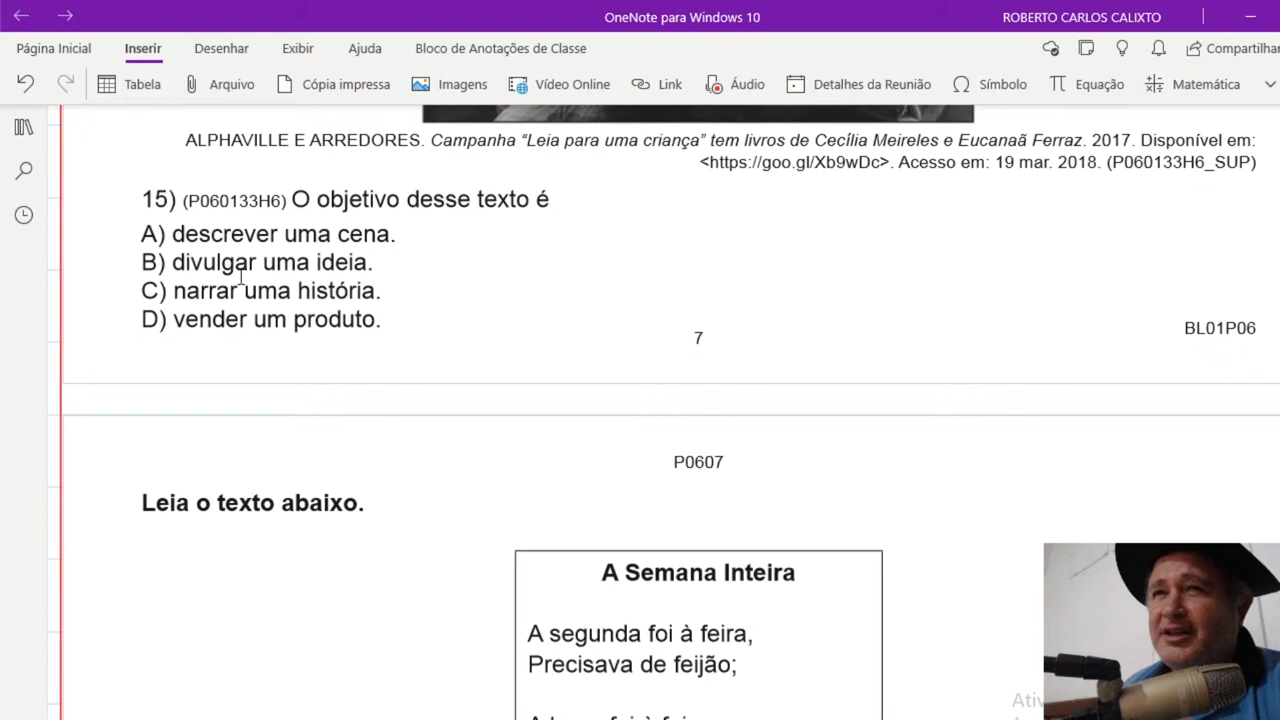 OneNote para Windows 10
ROBERTO CARLOS CALIXTO
Página Inicial
Inserir
Desenhar
Exibir
Ajuda
Bloco de Anotações de Classe
Compartilhar
Tabela
Arquivo
Cópia impressa
Imagens
Vídeo Online
Link
Áudio
Detalhes da Reunião
Símbolo
Equação
Matemática
ALPHAVILLE E ARREDORES. Campanha “Leia para uma criança” tem livros de Cecília Meireles e Eucanaã Ferraz. 2017. Disponível em:
<https://goo.gl/Xb9wDc>. Acesso em: 19 mar. 2018. (P060133H6_SUP)
15) (P060133H6) O objetivo desse texto é
A) descrever uma cena.
B) divulgar uma ideia.
C) narrar uma história.
D) vender um produto.
7
BL01P06
P0607
Leia o texto abaixo.
A Semana Inteira
A segunda foi à feira,
Precisava de feijão;